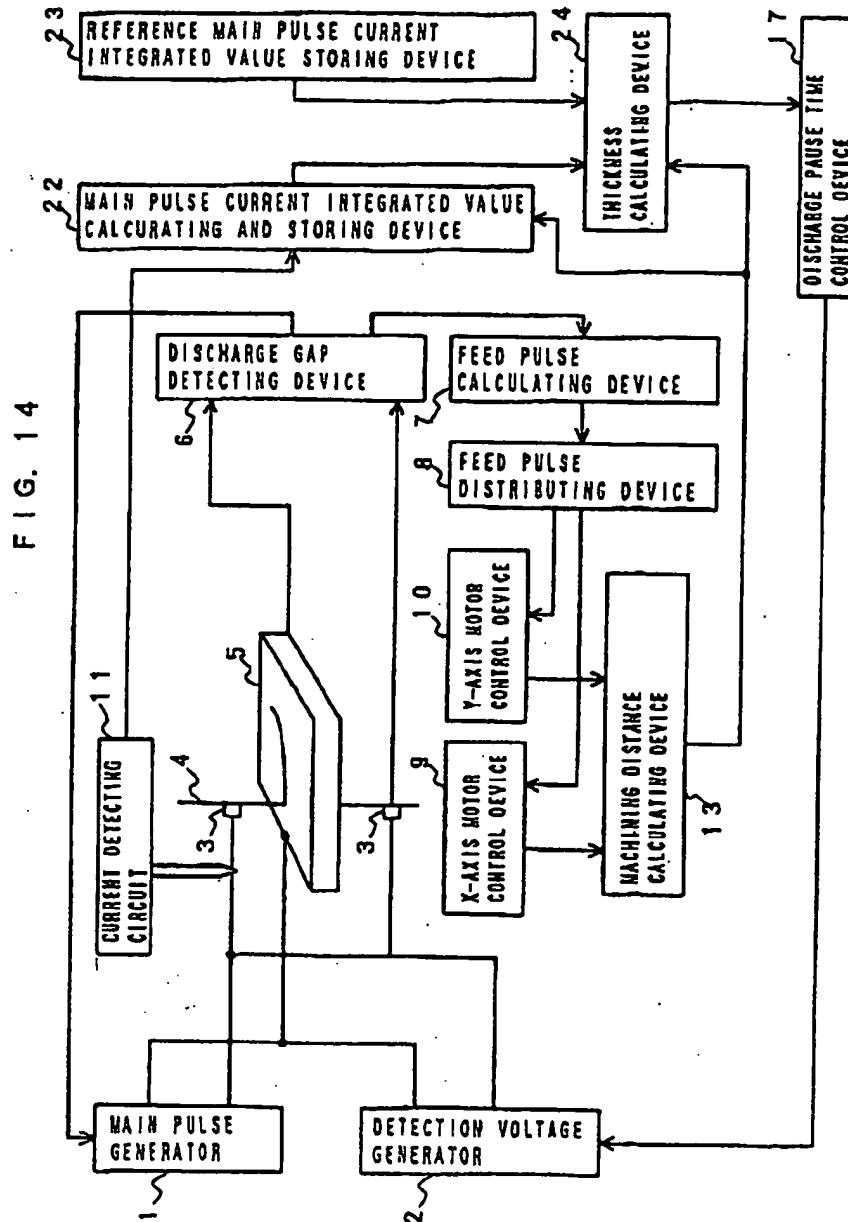 FIG. 14
23
REFERENCE MAIN PULSE CURRENT
INTEGRATED VALUE STORING DEVICE
22
MAIN PULSE CURRENT INTEGRATED VALUE
CALCURATING AND STORING DEVICE
24
THICKNESS
CALCULATING DEVICE
17
DISCHARGE PAUSE TIME
CONTROL DEVICE
6
DISCHARGE GAP
DETECTING DEVICE
7
FEED PULSE
CALCULATING DEVICE
8
FEED PULSE
DISTRIBUTING DEVICE
11
CURRENT DETECTING
CIRCUIT
4
3
5
3
10
Y-AXIS MOTOR
CONTROL DEVICE
9
X-AXIS MOTOR
CONTROL DEVICE
MACHINING DISTANCE
CALCULATING DEVICE
13
MAIN PULSE
GENERATOR
1
DETECTION VOLTAGE
GENERATOR
2